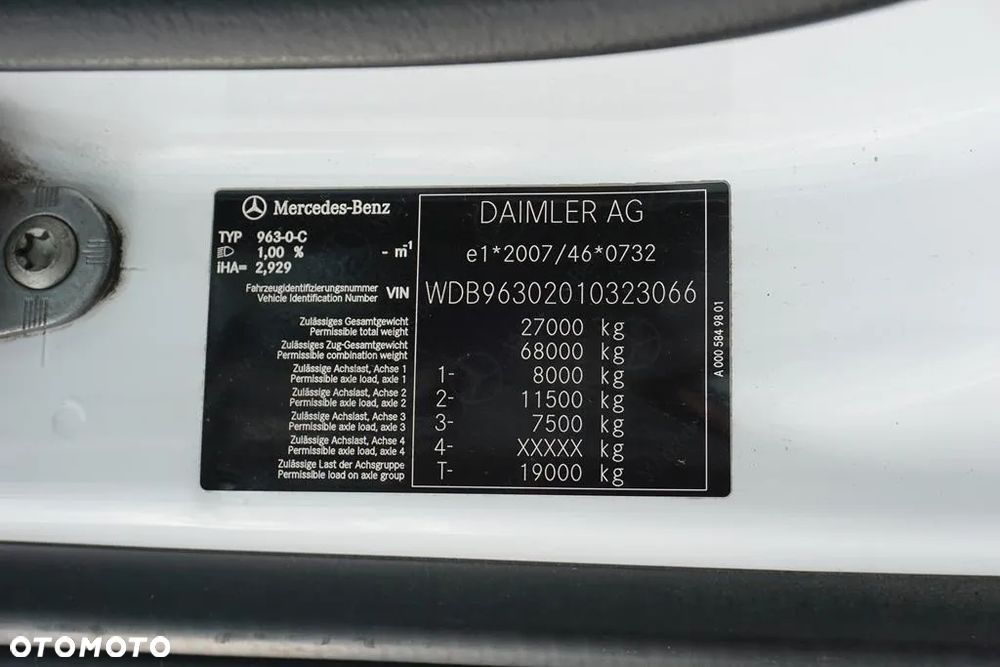 Mercedes-Benz
DAIMLER AG
TYP 963-0-C
1,00 % - m-1
iHA= 2,929
e1*2007/46*0732
Fahrzeugidentifizierungsnummer
Vehicle Identification Number VIN WDB96302010323066
Zulässiges Gesamtgewicht
Permissible total weight 27000 kg
Zulässiges Zug-Gesamtgewicht
Permissible combination weight 68000 kg
Zulässige Achslast, Achse 1
Permissible axle load, axle 1 1- 8000 kg
Zulässige Achslast, Achse 2
Permissible axle load, axle 2 2- 11500 kg
Zulässige Achslast, Achse 3
Permissible axle load, axle 3 3- 7500 kg
Zulässige Achslast, Achse 4
Permissible axle load, axle 4 4- XXXXX kg
Zulässige Last der Achsgruppe
Permissible load on axle group T- 19000 kg
A 000 584 98 01
OTOMOTO